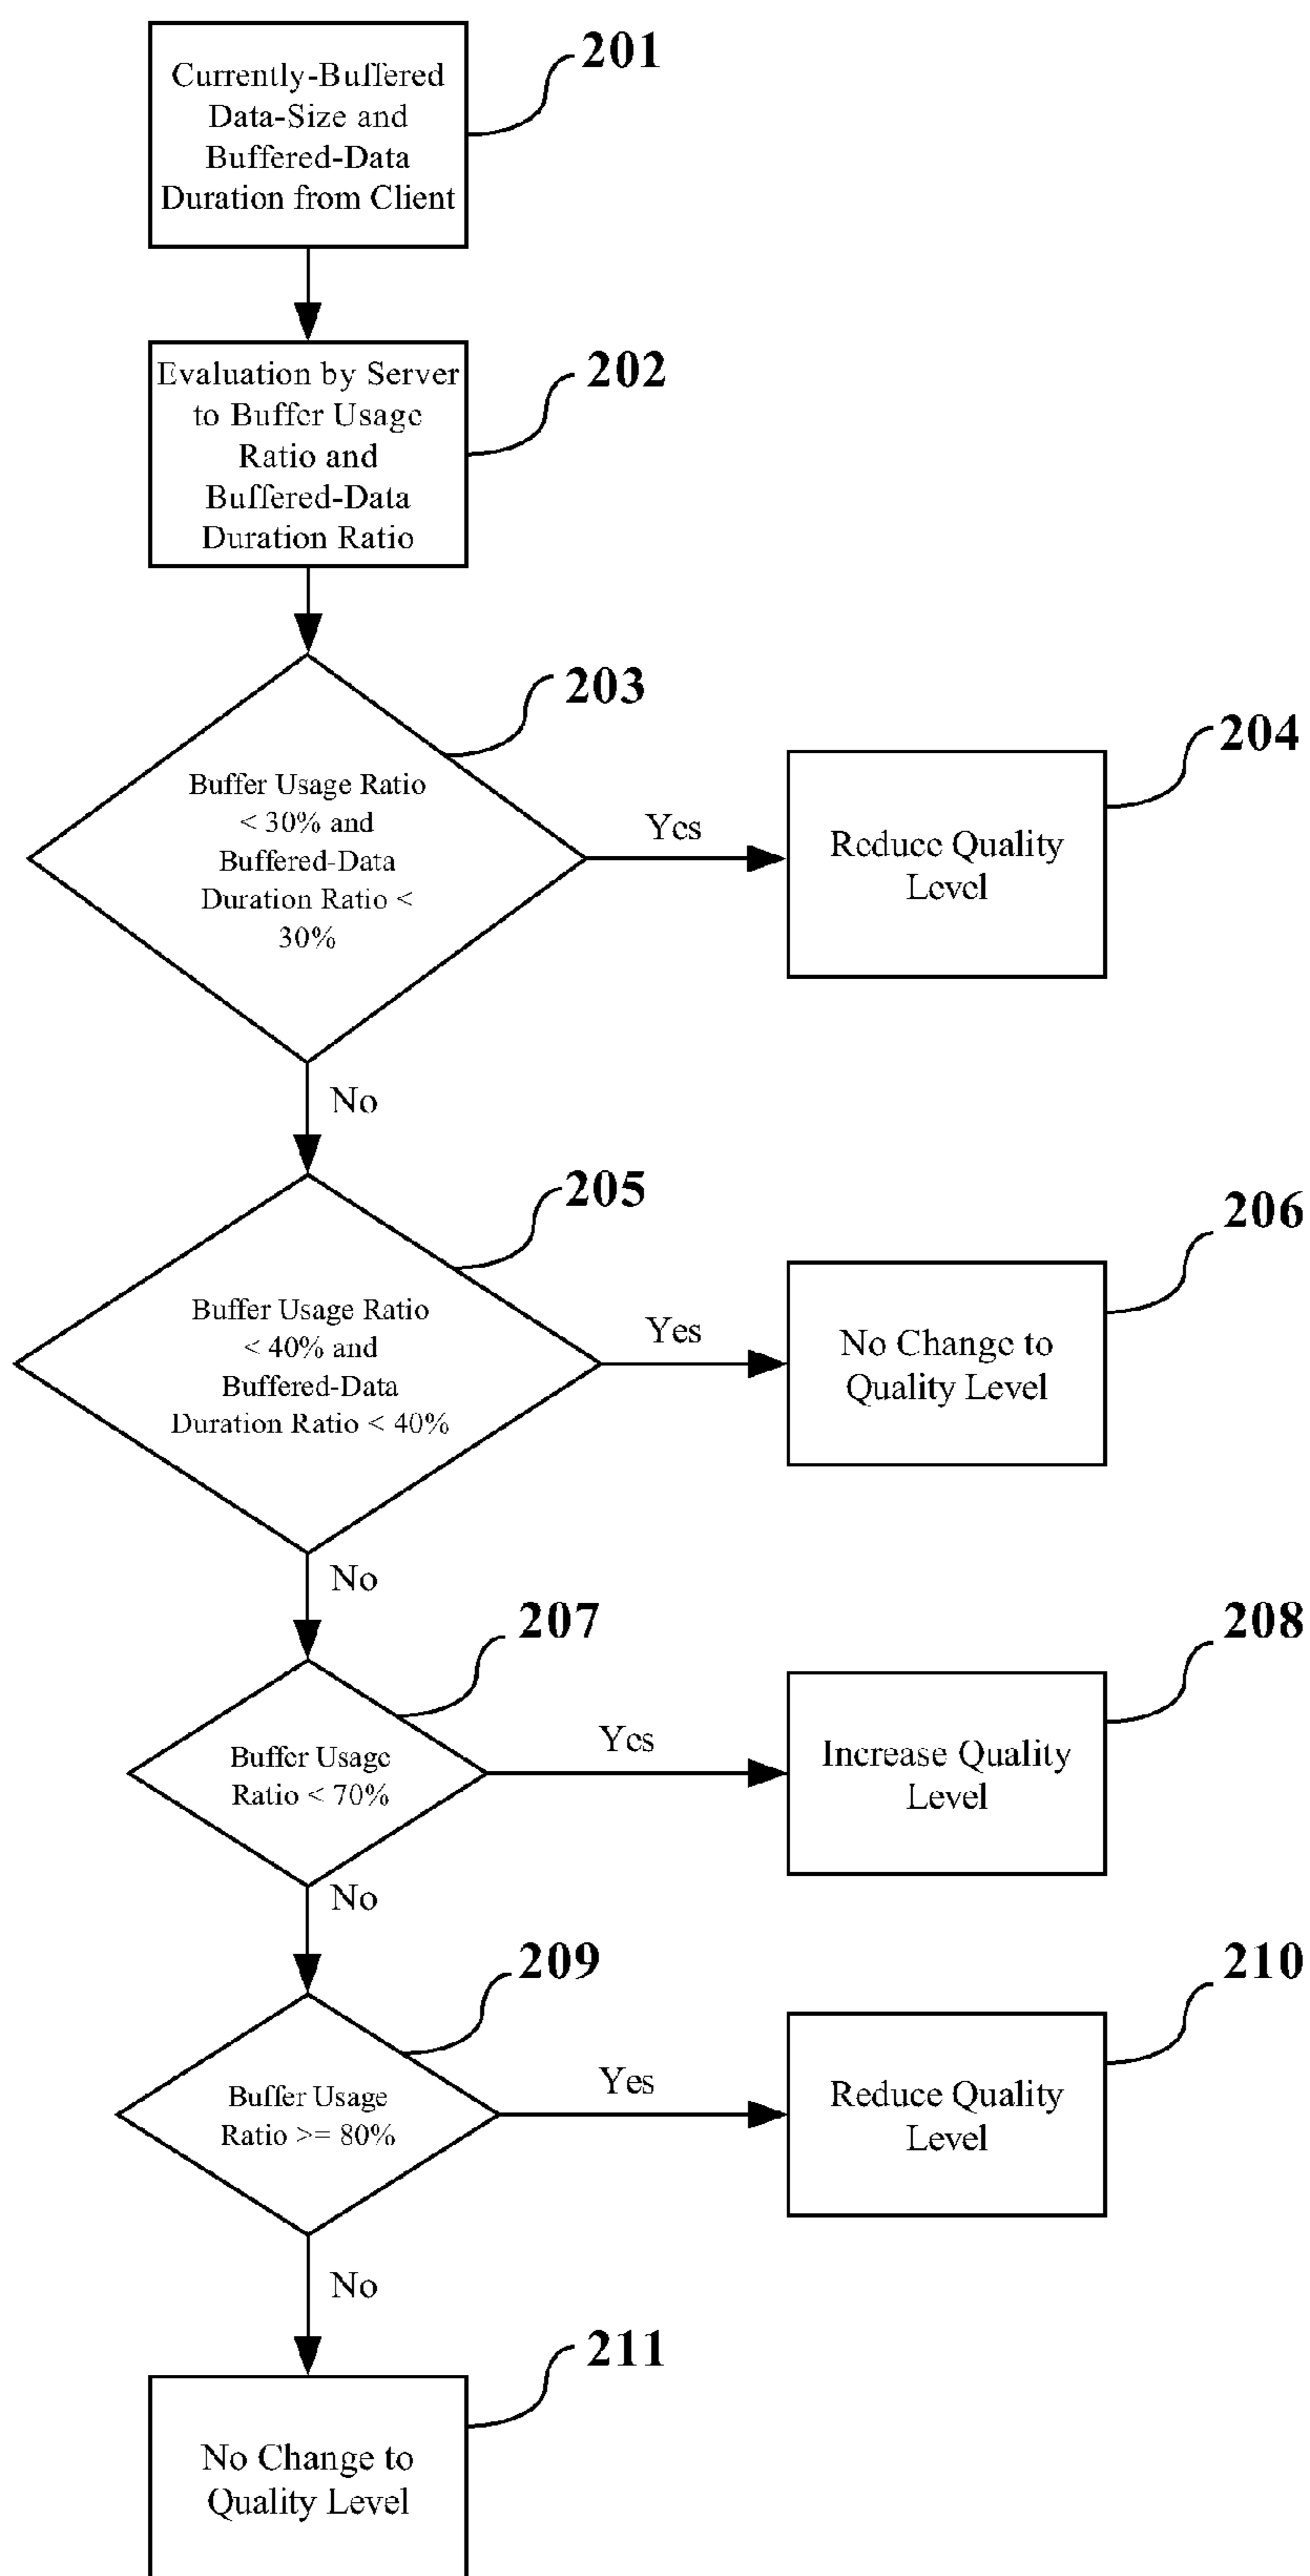 201
Currently-Buffered
Data-Size and
Buffered-Data
Duration from Client
202
Evaluation by Server
to Buffer Usage
Ratio and
Buffered-Data
Duration Ratio
203
Buffer Usage Ratio
< 30% and
Buffered-Data
Duration Ratio <
30%
Yes
204
Reduce Quality
Level
No
205
Buffer Usage Ratio
< 40% and
Buffered-Data
Duration Ratio < 40%
Yes
206
No Change to
Quality Level
No
207
Buffer Usage
Ratio < 70%
Yes
208
Increase Quality
Level
No
209
Buffer Usage
Ratio >= 80%
Yes
210
Reduce Quality
Level
No
211
No Change to
Quality Level